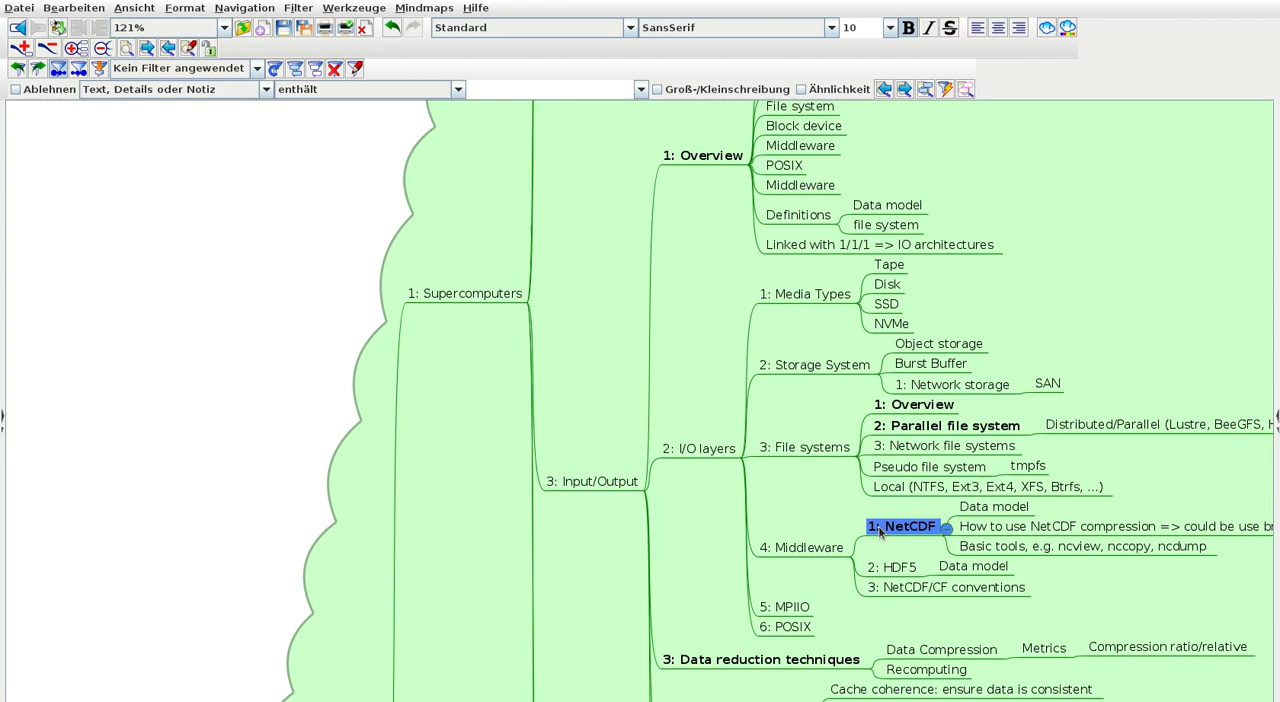 Datei Bearbeiten Ansicht Format Navigation Filter Werkzeuge Mindmaps Hilfe
121% Standard SansSerif 10 B I S
Kein Filter angewendet
Ablehnen Text, Details oder Notiz enthält Groß-/Kleinschreibung Ähnlichkeit
File system
Block device
Middleware
1: Overview
POSIX
Middleware
Data model
Definitions
file system
Linked with 1/1/1 => IO architectures
Tape
1: Supercomputers
1: Media Types
Disk
SSD
NVMe
Object storage
2: Storage System
Burst Buffer
1: Network storage SAN
1: Overview
2: Parallel file system Distributed/Parallel (Lustre, BeeGFS, H
2: I/O layers
3: File systems
3: Network file systems
Pseudo file system tmpfs
3: Input/Output
Local (NTFS, Ext3, Ext4, XFS, Btrfs, ...)
Data model
1: NetCDF
How to use NetCDF compression => could be use br
Basic tools, e.g. ncview, nccopy, ncdump
4: Middleware
2: HDF5 Data model
3: NetCDF/CF conventions
5: MPIIO
6: POSIX
3: Data reduction techniques
Data Compression Metrics Compression ratio/relative
Recomputing
Cache coherence: ensure data is consistent